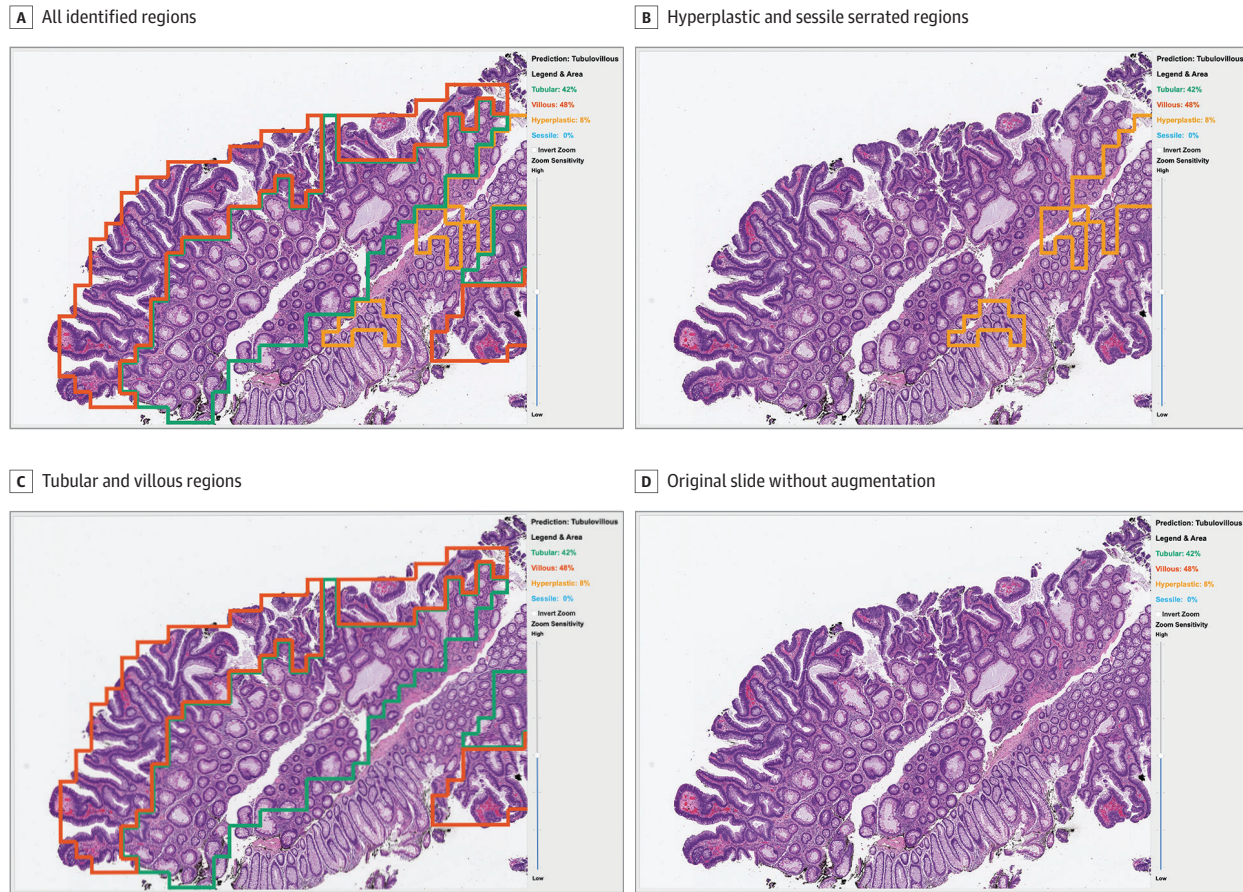 A All identified regions
Prediction: Tubulovillous
Legend & Area
Tubular: 42%
Villous: 48%
Hyperplastic: 8%
Sessile: 0%
Invert Zoom
Zoom Sensitivity
High
Low
B Hyperplastic and sessile serrated regions
Prediction: Tubulovillous
Legend & Area
Tubular: 42%
Villous: 48%
Hyperplastic: 8%
Sessile: 0%
Invert Zoom
Zoom Sensitivity
High
Low
C Tubular and villous regions
Prediction: Tubulovillous
Legend & Area
Tubular: 42%
Villous: 48%
Hyperplastic: 8%
Sessile: 0%
Invert Zoom
Zoom Sensitivity
High
Low
D Original slide without augmentation
Prediction: Tubulovillous
Legend & Area
Tubular: 42%
Villous: 48%
Hyperplastic: 8%
Sessile: 0%
Invert Zoom
Zoom Sensitivity
High
Low